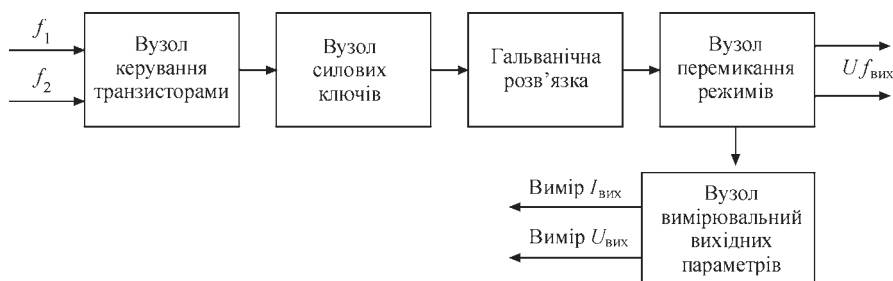 f₁
f₂
Вузол
керування
транзисторами
Вузол
силових
ключів
Гальванічна
розв’язка
Вузол
перемикання
режимів
U fвих
Вимір Iвих
Вимір Uвих
Вузол
вимірювальний
вихідних
параметрів